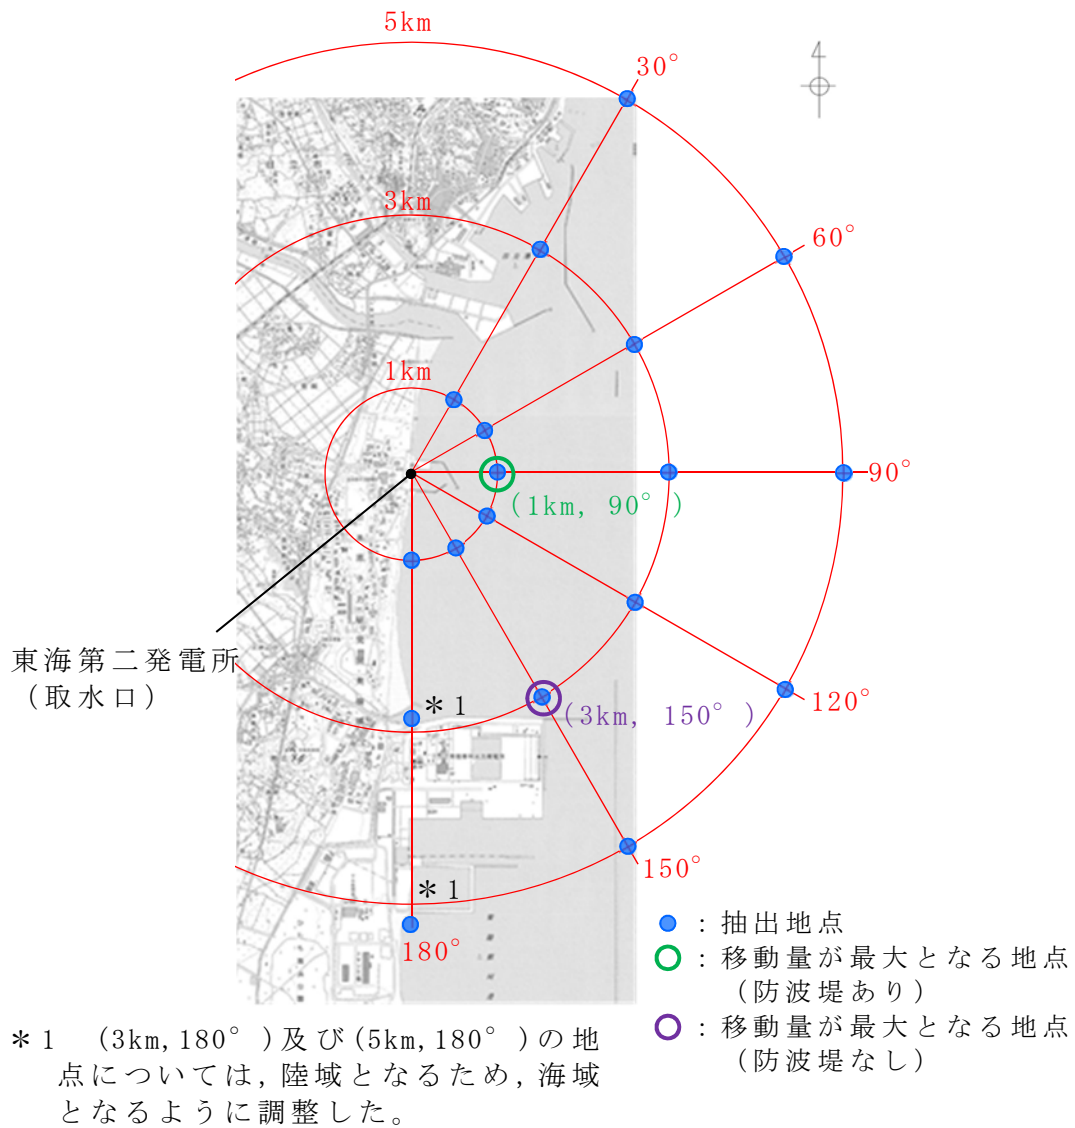 5km
30°
4
3km
60°
1km
90°
(1km, 90°)
東海第二発電所
(取水口)
*1
(3km, 150°)
120°
150°
*1
180°
:抽出地点
:移動量が最大となる地点
(防波堤あり)
:移動量が最大となる地点
(防波堤なし)
*1 (3km,180°)及び(5km,180°)の地
点については,陸域となるため,海域
となるように調整した。